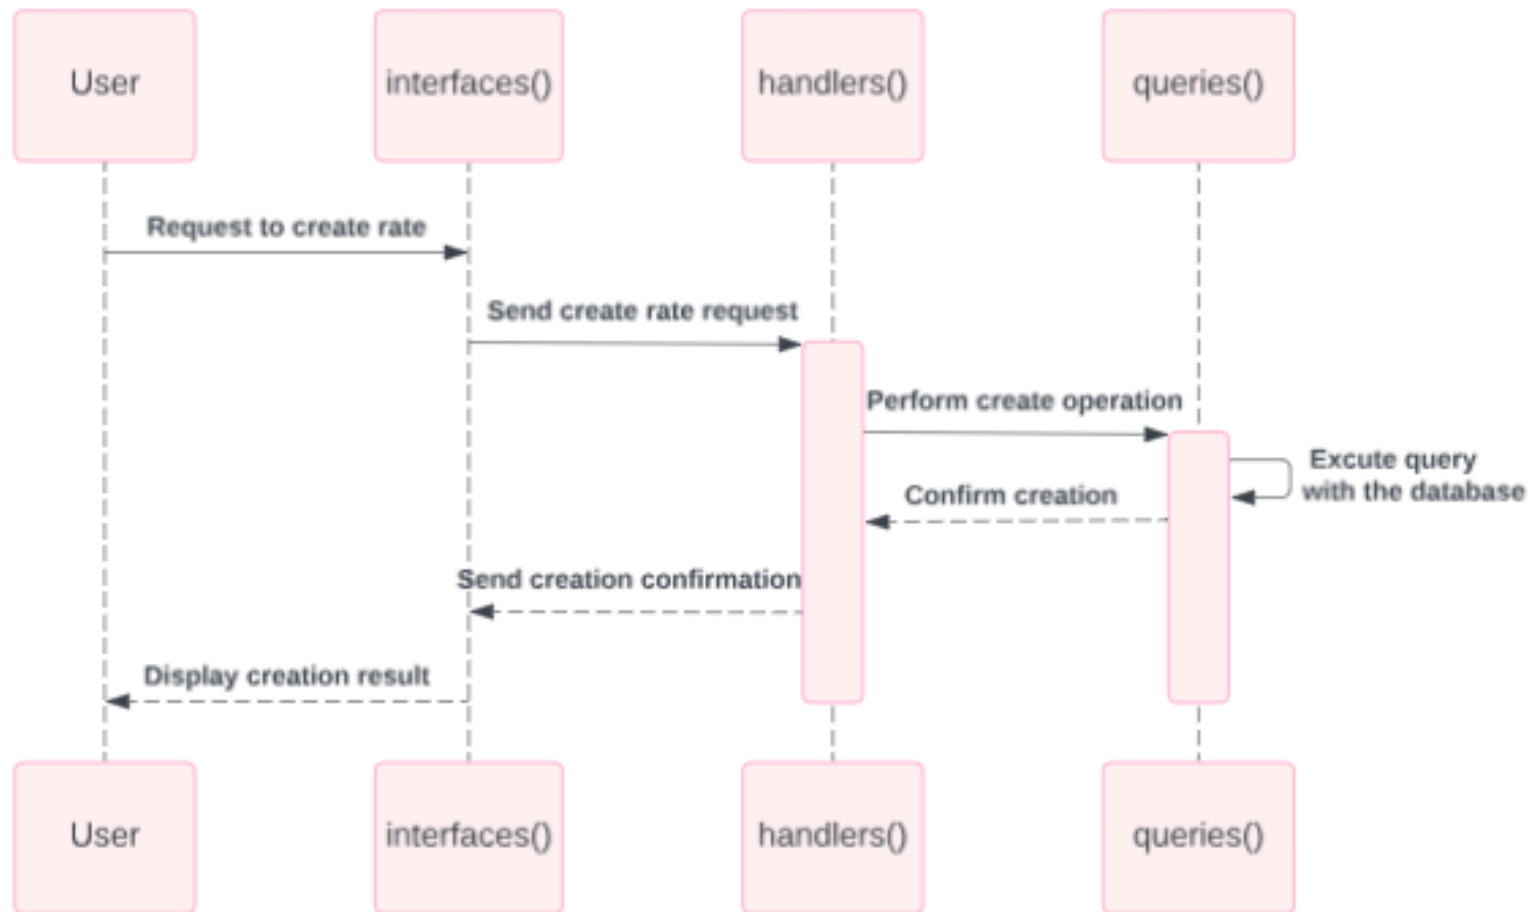 User
interfaces()
handlers()
queries()
Request to create rate
Send create rate request
Perform create operation
Excute query
with the database
Confirm creation
Send creation confirmation
Display creation result
User
interfaces()
handlers()
queries()